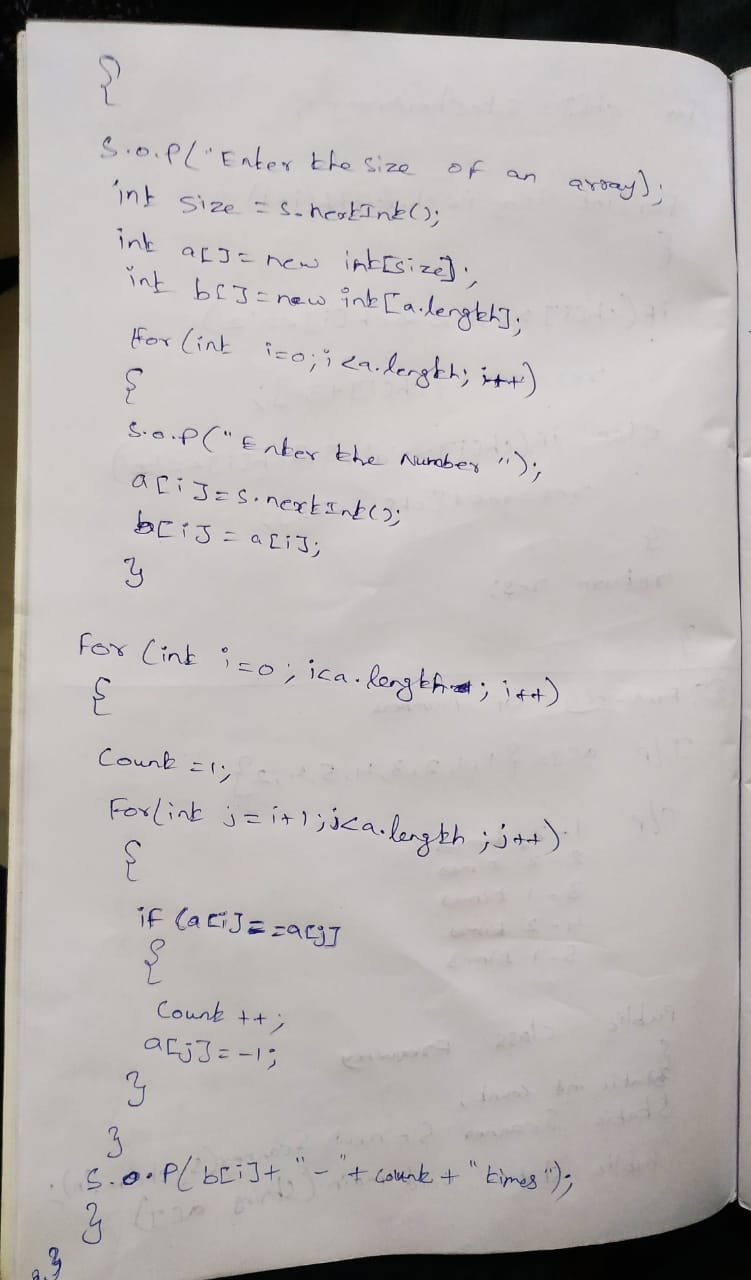 {
S.o.p("Enter the size of an array);
int size = s.nextInt();
int a[]= new int[size];
int b[]=new int[a.length];
for (int i=0;i<a.length; i++)
{
S.o.p("Enter the Number ");
a[i]=s.nextInt();
b[i]=a[i];
}
for (int i=0; i<a.length; i++)
{
Count =1;
For(int j=i+1;j<a.length ;j++)
{
if (a[i]==a[j]
{
Count ++;
a[j]=-1;
}
}
S.o.p( b[i]+ "-"+ count + "times");
}
}